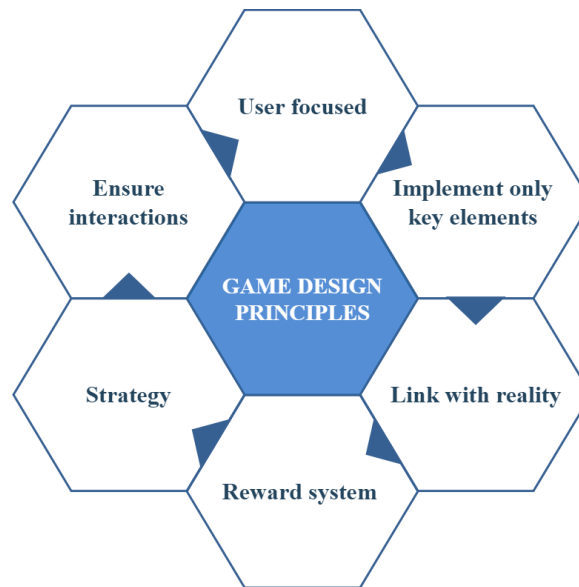 User focused
Implement only
key elements
Link with reality
Reward system
Strategy
Ensure
interactions
GAME DESIGN
PRINCIPLES